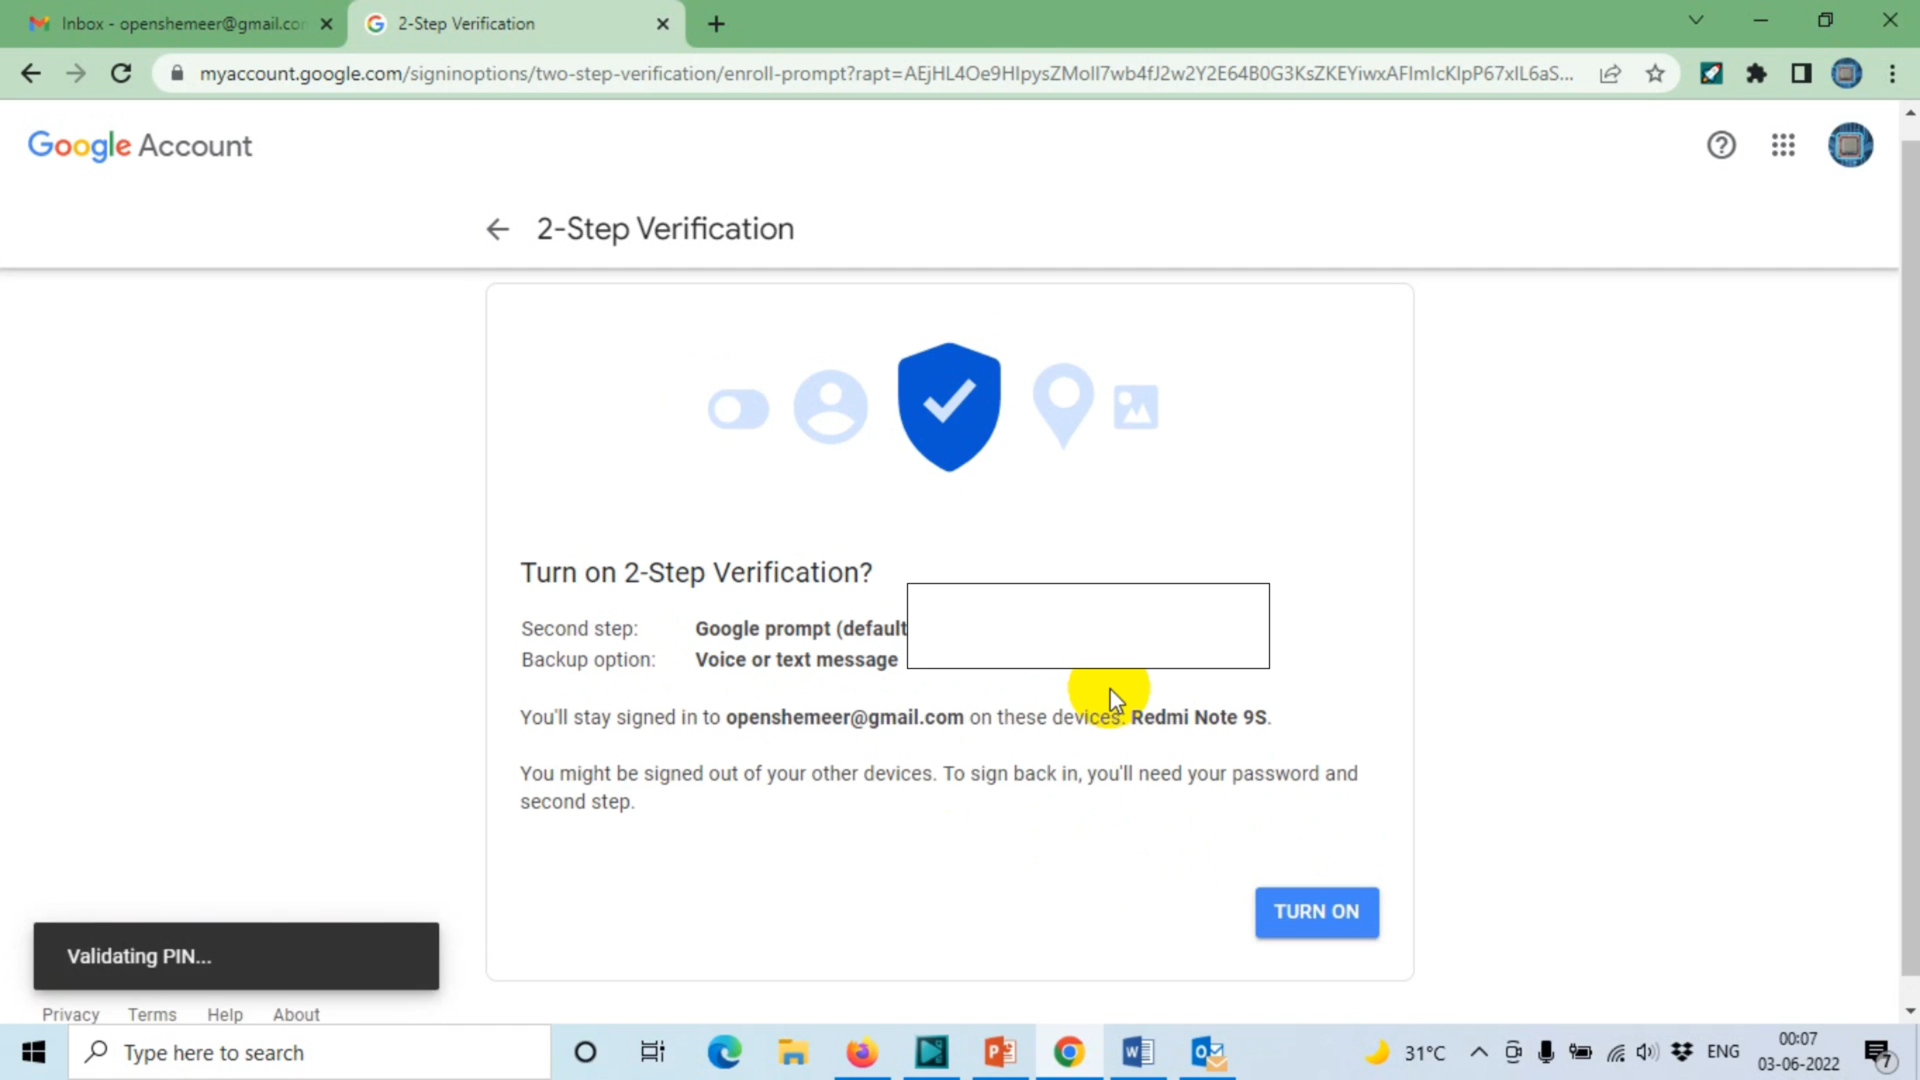 Inbox - openshemeer@gmail.co
2-Step Verification
myaccount.google.com/signinoptions/two-step-verification/enroll-prompt?rapt=
Google Account
2-Step Verification
Turn on 2-Step Verification?
Second step: Google prompt (default
Backup option: Voice or text message
You'll stay signed in to openshemeer@gmail.com on these devices: Redmi Note 9S.
You might be signed out of your other devices. To sign back in, you'll need your password and
second step.
TURN ON
Validating PIN...
Privacy Terms Help About
Type here to search
31°C
ENG
00:07
03-06-2022
7